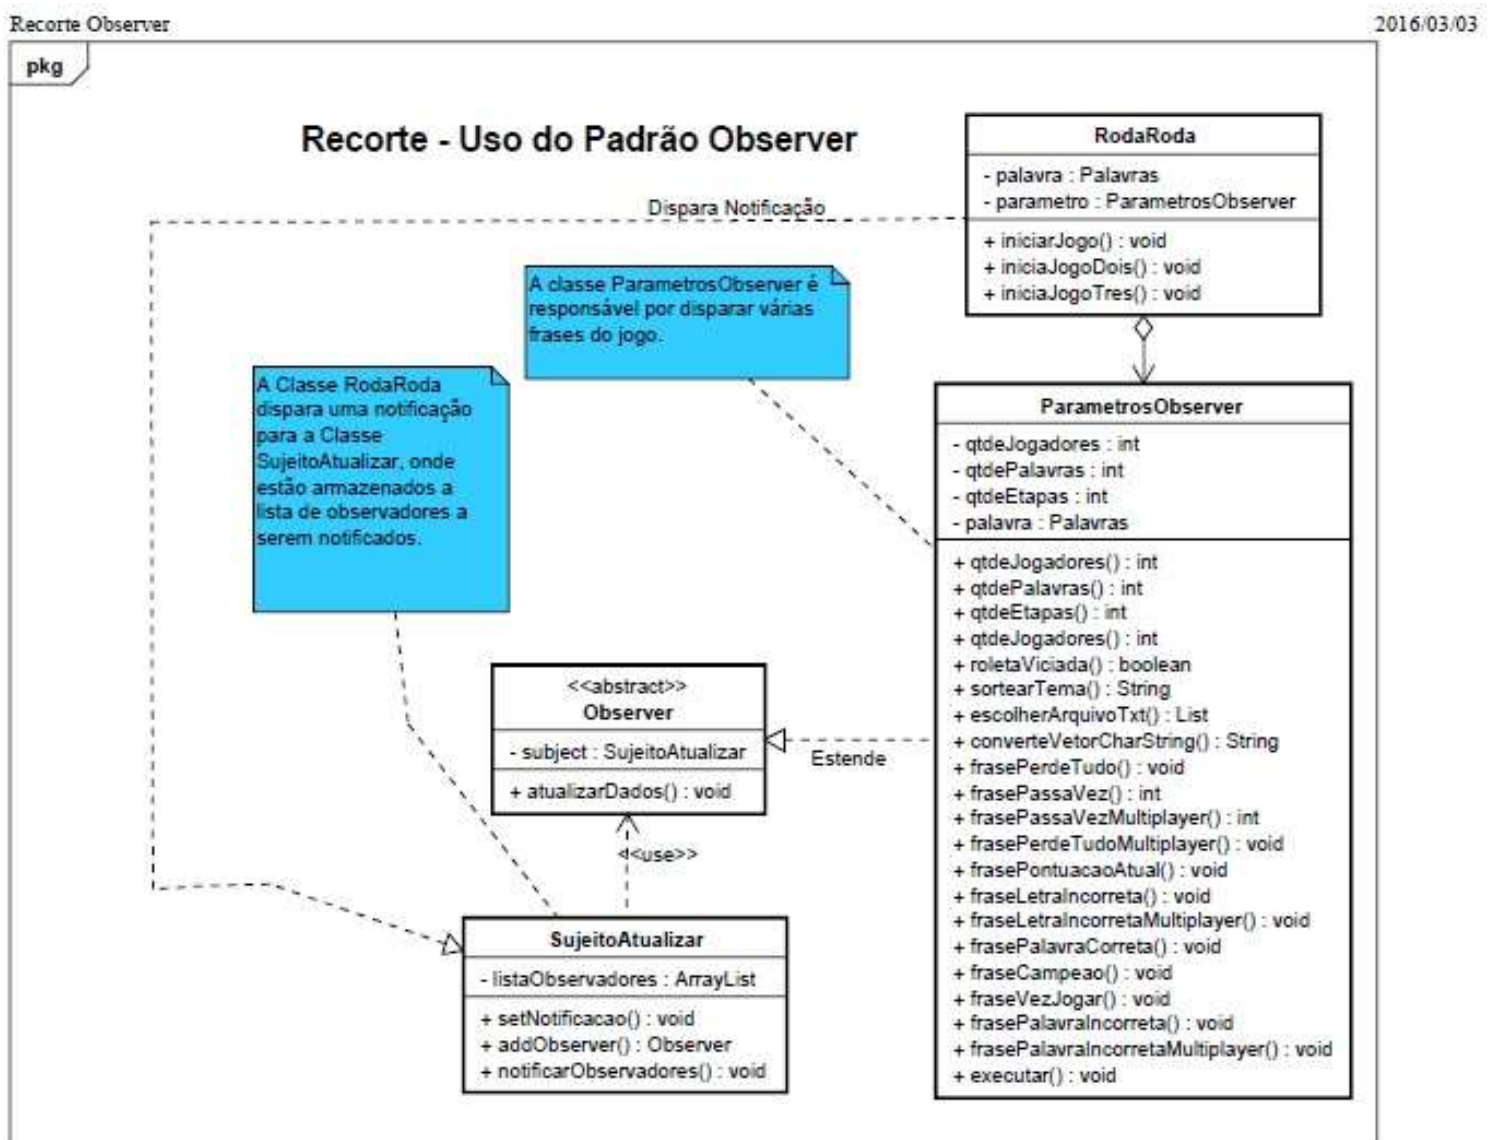 Recorte Observer
2016/03/03
pkg
Recorte - Uso do Padrão Observer
RodaRoda
- palavra : Palavras
- parametro : ParametrosObserver
+ iniciarJogo() : void
+ iniciaJogoDois() : void
+ iniciaJogoTres() : void
Dispara Notificação
A classe ParametrosObserver é
responsável por disparar várias
frases do jogo.
A Classe RodaRoda
dispara uma notificação
para a Classe
SujeitoAtualizar, onde
estão armazenados a
lista de observadores a
serem notificados.
ParametrosObserver
- qtdeJogadores : int
- qtdePalavras : int
- qtdeEtapas : int
- palavra : Palavras
+ qtdeJogadores() : int
+ qtdePalavras() : int
+ qtdeEtapas() : int
+ qtdeJogadores() : int
+ roletaViciada() : boolean
+ sortearTema() : String
+ escolherArquivoTxt() : List
+ converteVetorCharString() : String
+ frasePerdeTudo() : void
+ frasePassaVez() : int
+ frasePassaVezMultiplayer() : int
+ frasePerdeTudoMultiplayer() : void
+ frasePontuacaoAtual() : void
+ fraseLetraIncorreta() : void
+ fraseLetraIncorretaMultiplayer() : void
+ frasePalavraCorreta() : void
+ fraseCampeao() : void
+ fraseVezJogar() : void
+ frasePalavraIncorreta() : void
+ frasePalavraIncorretaMultiplayer() : void
+ executar() : void
<<abstract>>
Observer
- subject : SujeitoAtualizar
+ atualizarDados() : void
Estende
<<use>>
SujeitoAtualizar
- listaObservadores : ArrayList
+ setNotificacao() : void
+ addObserver() : Observer
+ notificarObservadores() : void